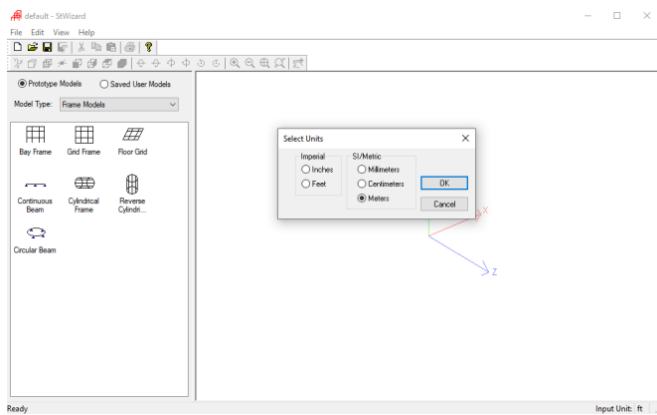 default - StWizard
File Edit View Help
Prototype Models Saved User Models
Model Type: Frame Models
Bay Frame Grid Frame Floor Grid
Continuous Beam Cylindrical Frame Reverse Cylindri...
Circular Beam
Select Units
Imperial SI/Metric
Inches Millimeters
Feet Centimeters OK
Meters Cancel
X
Z
Ready Input Unit: ft